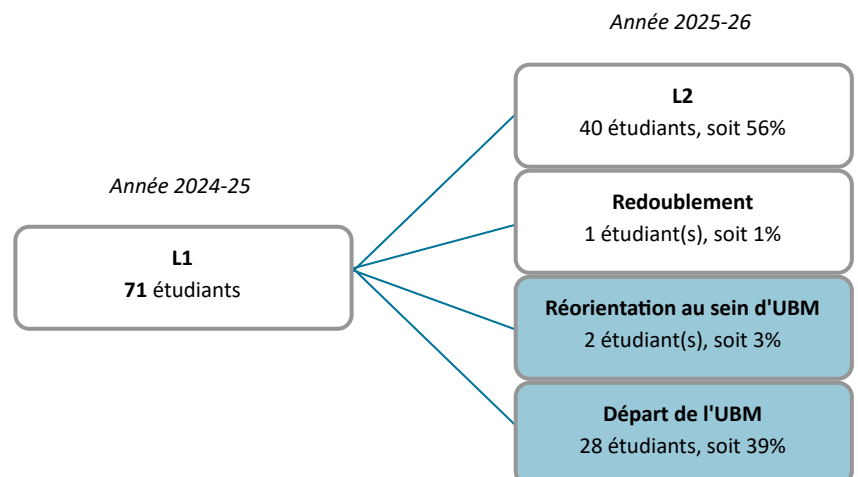 Année 2025-26
L2
40 étudiants, soit 56%
Année 2024-25
Redoublement
1 étudiant(s), soit 1%
L1
71 étudiants
Réorientation au sein d'UBM
2 étudiant(s), soit 3%
Départ de l'UBM
28 étudiants, soit 39%